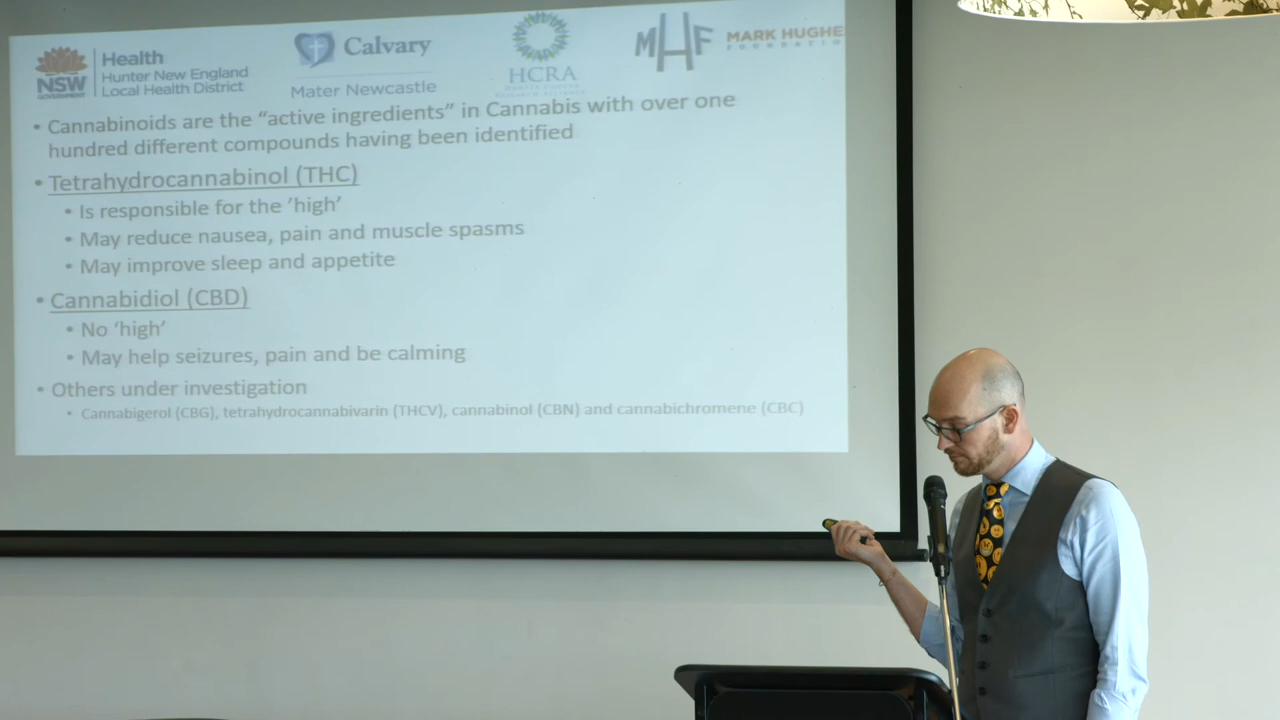 NSW
GOVERNMENT
Health
Hunter New England
Local Health District
Calvary
Mater Newcastle
HCRA
MHF
MARK HUGHE
• Cannabinoids are the “active ingredients” in Cannabis with over one
hundred different compounds having been identified
• Tetrahydrocannabinol (THC)
• Is responsible for the ’high’
• May reduce nausea, pain and muscle spasms
• May improve sleep and appetite
• Cannabidiol (CBD)
• No ‘high’
• May help seizures, pain and be calming
• Others under investigation
• Cannabigerol (CBG), tetrahydrocannabivarin (THCV), cannabinol (CBN) and cannabichromene (CBC)